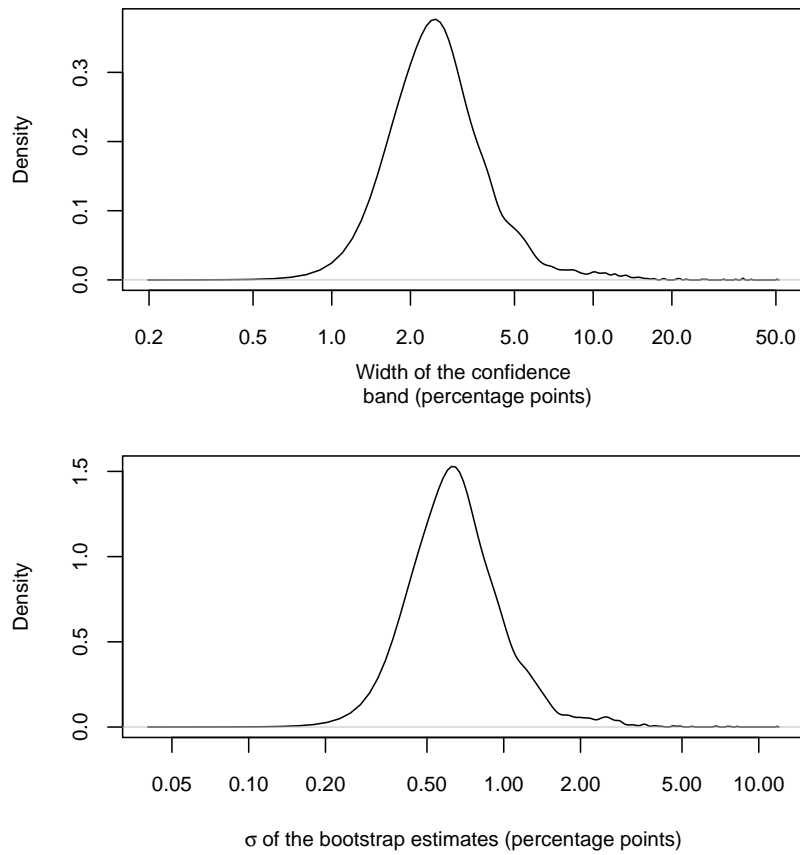 Density
0.3
0.2
0.1
0.0
0.2 0.5 1.0 2.0 5.0 10.0 20.0 50.0
Width of the confidence
band (percentage points)
Density
1.5
1.0
0.5
0.0
0.05 0.10 0.20 0.50 1.00 2.00 5.00 10.00
σ of the bootstrap estimates (percentage points)